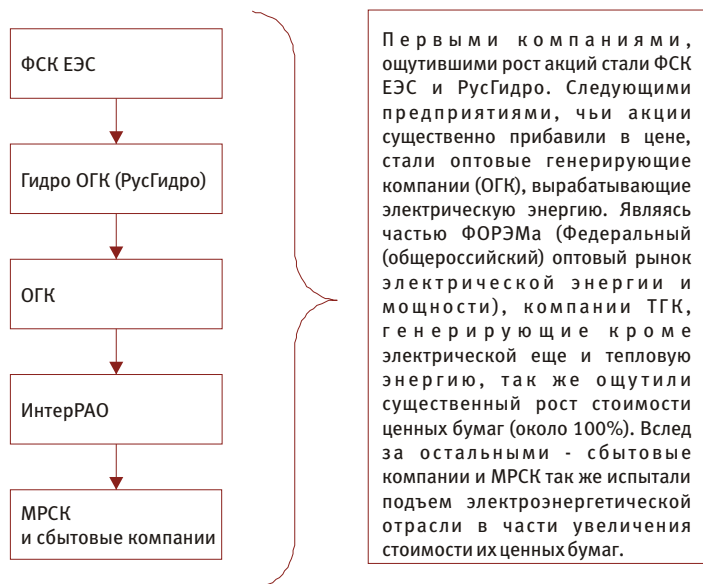 ФСК ЕЭС
Гидро ОГК (РусГидро)
ОГК
ИнтерРАО
МРСК
и сбытовые компании
Первыми компаниями,
ощутившими рост акций стали ФСК
ЕЭС и РусГидро. Следующими
предприятиями, чьи акции
существенно прибавили в цене,
стали оптовые генерирующие
компании (ОГК), вырабатывающие
электрическую энергию. Являясь
частью ФОРЭМа (Федеральный
(общероссийский) оптовый рынок
электрической энергии и
мощности), компании ТГК,
генерирующие кроме
электрической еще и тепловую
энергию, так же ощутили
существенный рост стоимости
ценных бумаг (около 100%). Вслед
за остальными - сбытовые
компании и МРСК так же испытали
подъем электроэнергетической
отрасли в части увеличения
стоимости их ценных бумаг.